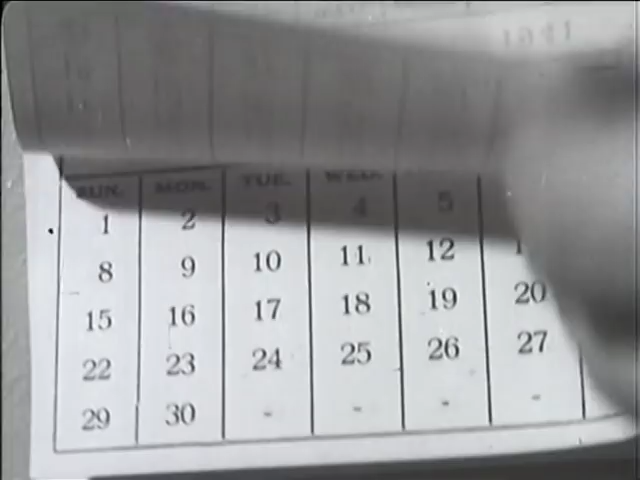 1941
SUN. MON. TUE. WED.
1 2 3 4 5
8 9 10 11 12
15 16 17 18 19 20
22 23 24 25 26 27
29 30 - - - -